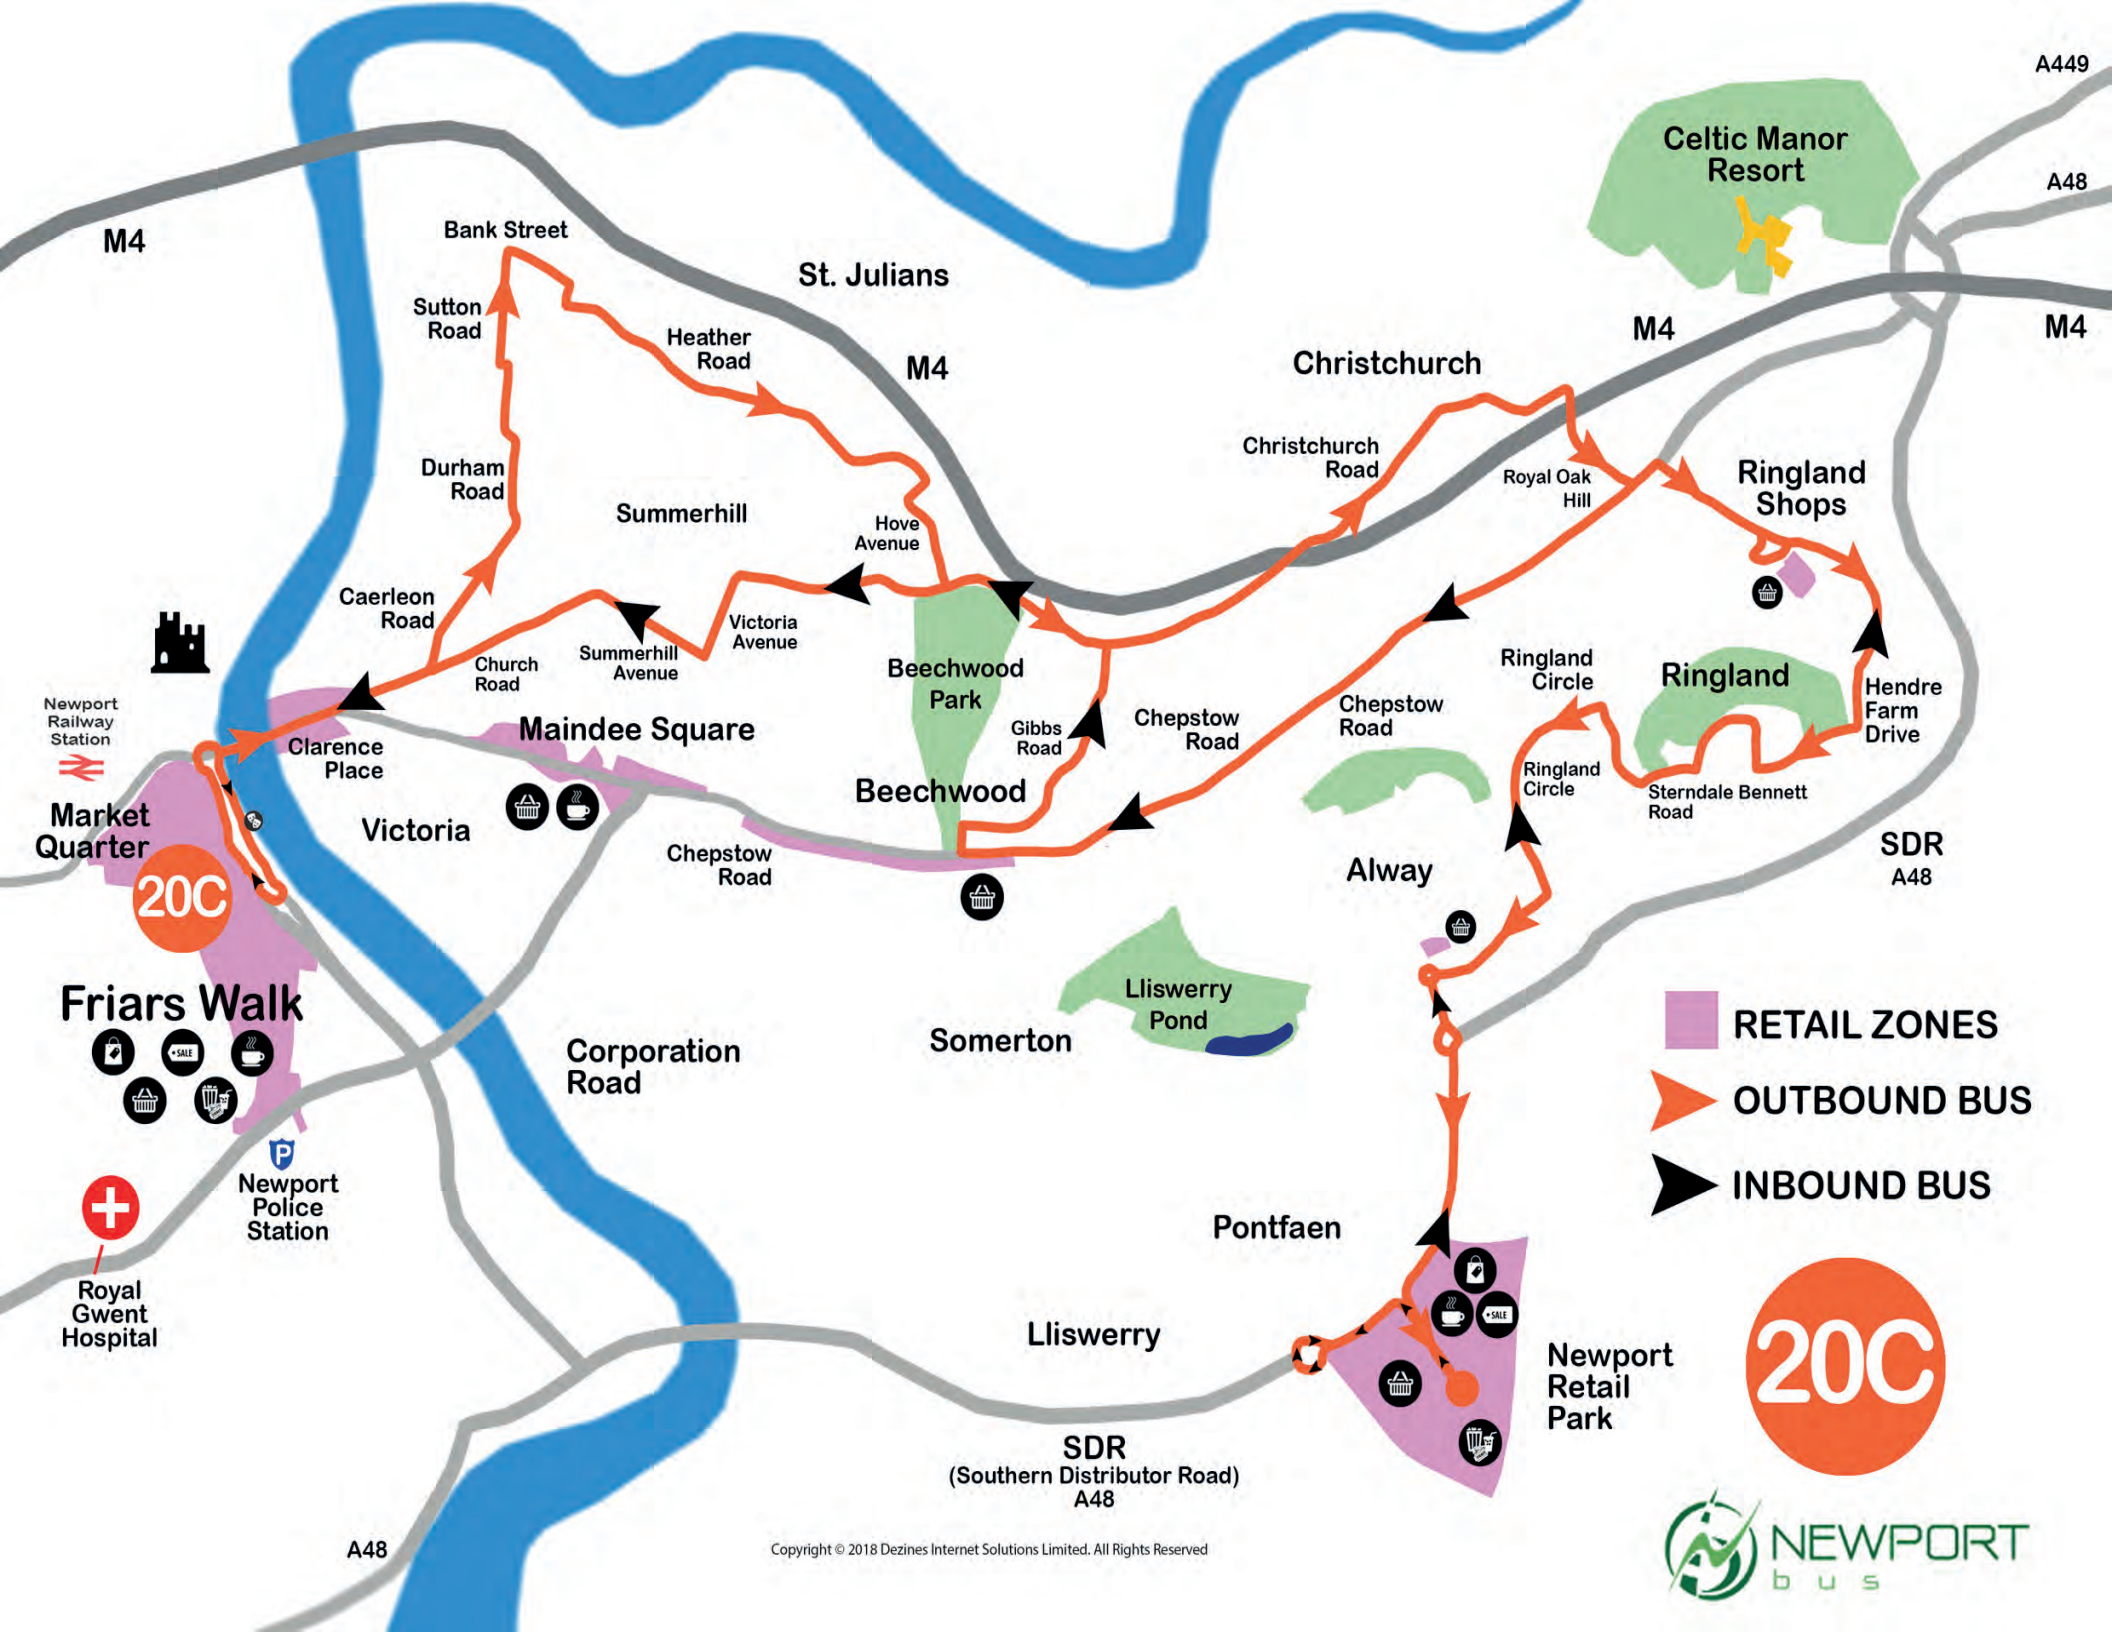 A449
Celtic Manor
Resort
A48
M4
Bank Street
St. Julians
Sutton
Road
Heather
Road
M4
M4
M4
Christchurch
Christchurch
Road
Royal Oak
Hill
Ringland
Shops
Durham
Road
Summerhill
Hove
Avenue
Caerleon
Road
Victoria
Avenue
Summerhill
Avenue
Church
Road
Beechwood
Park
Ringland
Circle
Ringland
Hendre
Farm
Drive
Newport
Railway
Station
Clarence
Place
Maindee Square
Gibbs
Road
Chepstow
Road
Chepstow
Road
Ringland
Circle
Sterndale Bennett
Road
Market
Quarter
Victoria
Beechwood
Chepstow
Road
SDR
A48
Alway
20C
Friars Walk
SALE
Corporation
Road
Somerton
Lliswerry
Pond
RETAIL ZONES
OUTBOUND BUS
INBOUND BUS
P
Newport
Police
Station
Royal
Gwent
Hospital
Pontfaen
SALE
Lliswerry
Newport
Retail
Park
20C
SDR
(Southern Distributor Road)
A48
A48
Copyright © 2018 Dezines Internet Solutions Limited. All Rights Reserved
NEWPORT
bus